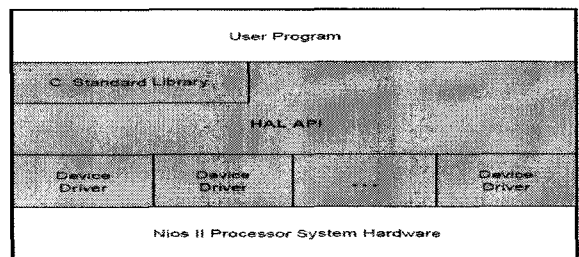 User Program
C Standard Library
HAL API
Device
Driver
Device
Driver
...
Device
Driver
Nios II Processor System Hardware